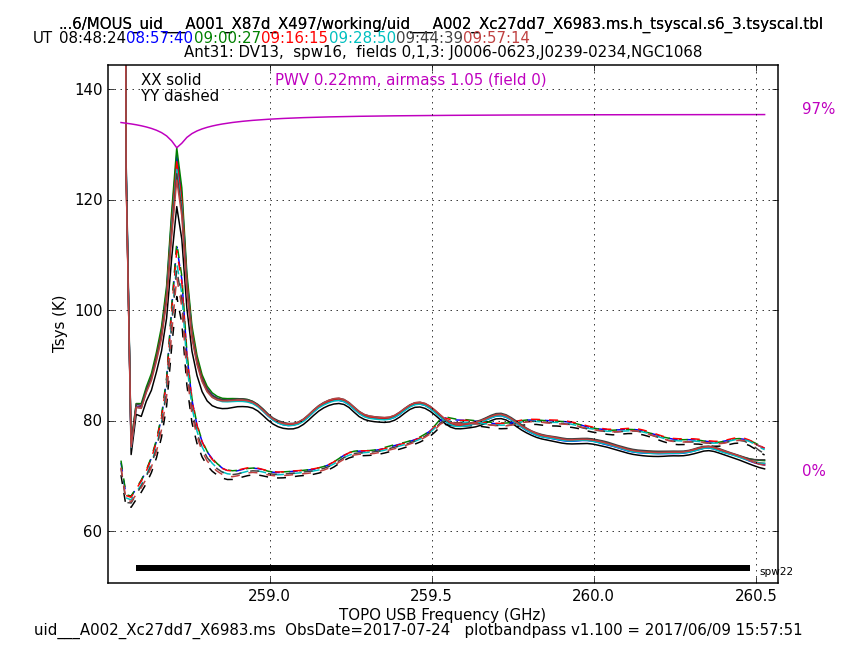 ...6/MOUS_uid___A001_X87d_X497/working/uid___A002_Xc27dd7_X6983.ms.h_tsyscal.s6_3.tsyscal.tbl
UT 08:48:24 08:57:40 09:00:27 09:16:15 09:28:50 09:44:39 09:57:14
Ant31: DV13, spw16, fields 0,1,3: J0006-0623,J0239-0234,NGC1068
XX solid
YY dashed
PWV 0.22mm, airmass 1.05 (field 0)
97%
0%
140
120
100
80
60
Tsys (K)
spw22
259.0 259.5 260.0 260.5
TOPO USB Frequency (GHz)
uid___A002_Xc27dd7_X6983.ms ObsDate=2017-07-24 plotbandpass v1.100 = 2017/06/09 15:57:51